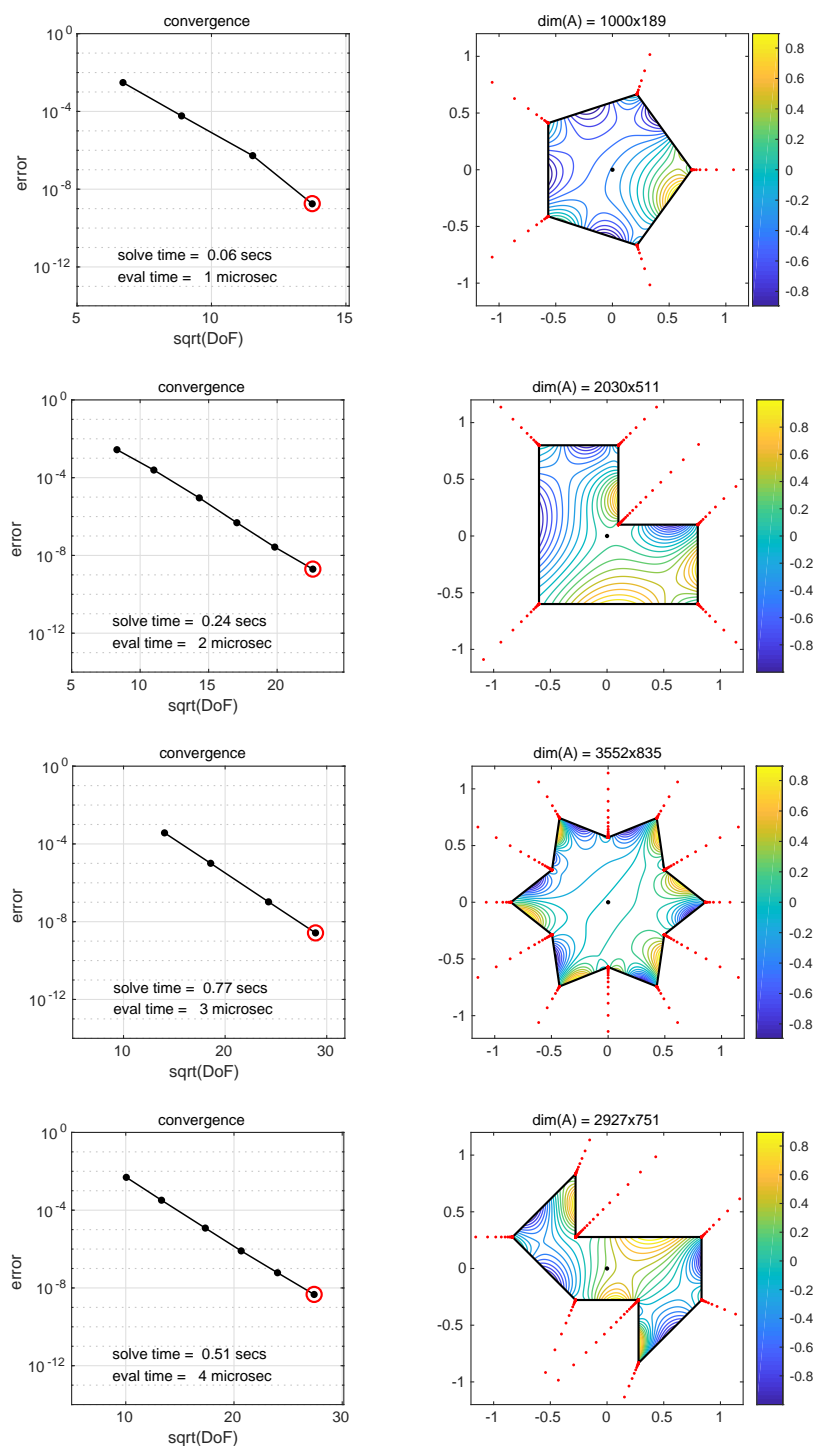 convergence
10^0
10^-4
10^-8
10^-12
error
solve time = 0.06 secs
eval time = 1 microsec
5 10 15
sqrt(DoF)
dim(A) = 1000x189
1
0.5
0
-0.5
-1
-1 -0.5 0 0.5 1
0.8
0.6
0.4
0.2
0
-0.2
-0.4
-0.6
-0.8
convergence
10^0
10^-4
10^-8
10^-12
error
solve time = 0.24 secs
eval time = 2 microsec
5 10 15 20
sqrt(DoF)
dim(A) = 2030x511
1
0.5
0
-0.5
-1
-1 -0.5 0 0.5 1
0.8
0.6
0.4
0.2
0
-0.2
-0.4
-0.6
-0.8
convergence
10^0
10^-4
10^-8
10^-12
error
solve time = 0.77 secs
eval time = 3 microsec
10 20 30
sqrt(DoF)
dim(A) = 3552x835
1
0.5
0
-0.5
-1
-1 -0.5 0 0.5 1
0.8
0.6
0.4
0.2
0
-0.2
-0.4
-0.6
-0.8
convergence
10^0
10^-4
10^-8
10^-12
error
solve time = 0.51 secs
eval time = 4 microsec
10 20 30
sqrt(DoF)
dim(A) = 2927x751
1
0.5
0
-0.5
-1
-1 -0.5 0 0.5 1
0.8
0.6
0.4
0.2
0
-0.2
-0.4
-0.6
-0.8